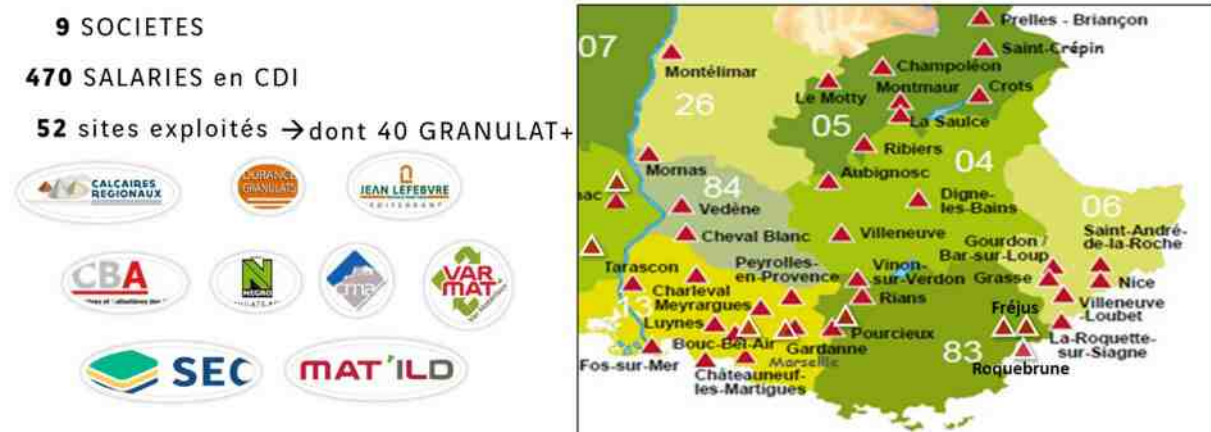 9 SOCIETES
470 SALARIES en CDI
52 sites exploités →dont 40 GRANULAT+
CALCAIRES
REGIONAUX
DURANCE
GRANULATS
JEAN LEFEBVRE
CBA
NEGRO
cma
VAR
MAT'
SEC
MAT'ILD
07
Montélimar
26
Prelles - Briançon
Saint-Crépin
Champoléon
Le Motty
Montmaur
Crots
La Saulce
05
Ribiers
04
Mornas
84
Aubignosc
Digne-
les-Bains
06
nac
Vedène
Cheval Blanc
Villeneuve
Gourdon /
Bar-sur-Loup
Saint-André-
de-la-Roche
Tarascon
Peyrolles-
en-Provence
Vinon-
sur-Verdon
Grasse
Nice
13
Charleval
Meyrargues
Rians
Villeneuve
-Loubet
Luynes
Fréjus
Bouc-Bel-Air
Gardanne
Pourcieux
La-Roquette-
sur-Siagne
Fos-sur-Mer
Marseille
83
Roquebrune
Châteauneuf-
les-Martigues